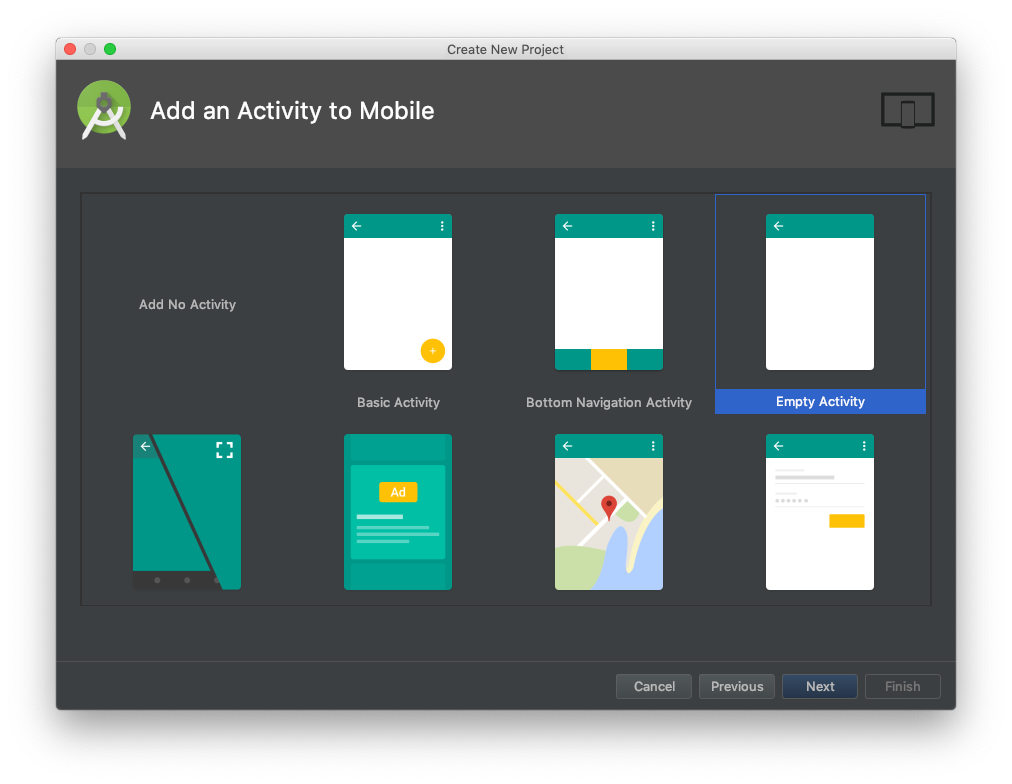 Create New Project
Add an Activity to Mobile
Add No Activity
Basic Activity
Bottom Navigation Activity
Empty Activity
Ad
Cancel
Previous
Next
Finish